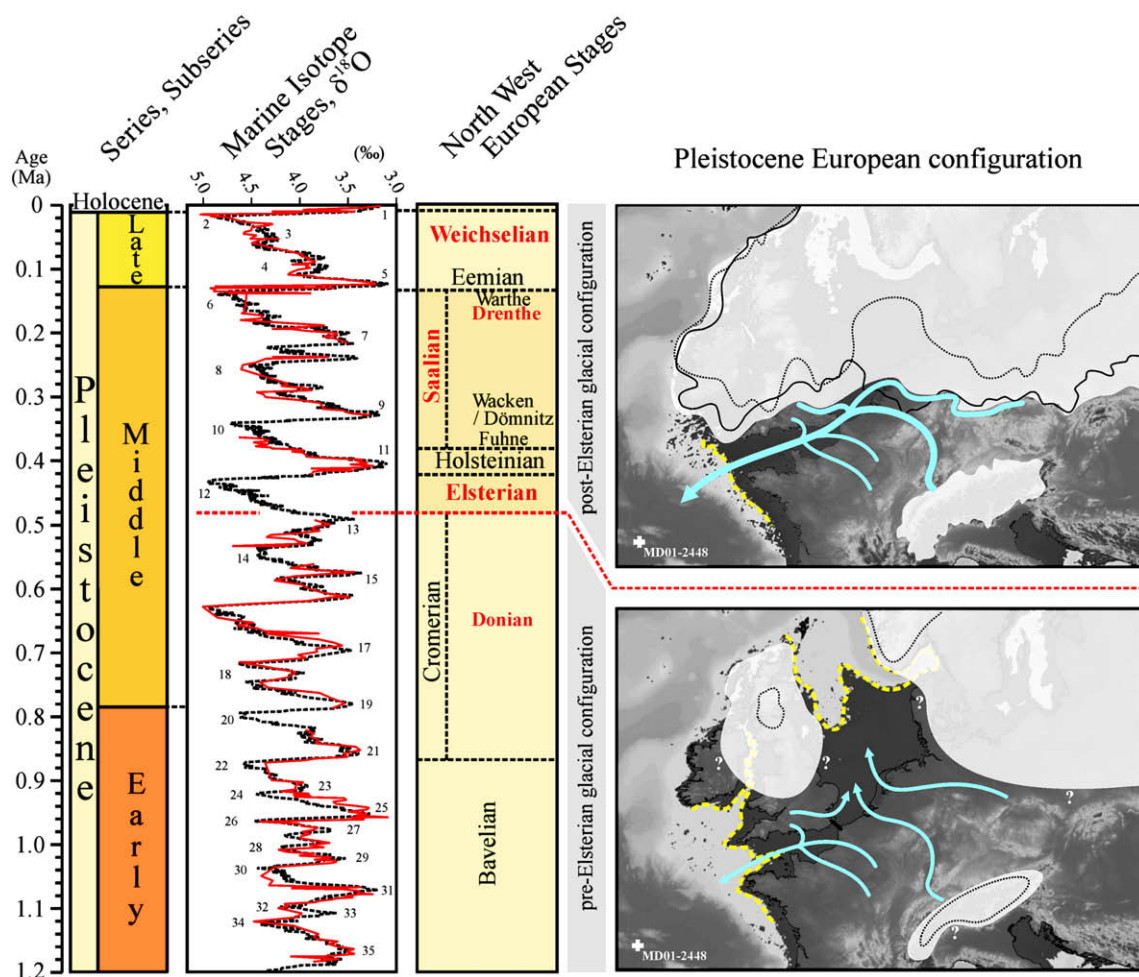 Series, Subseries
Marine Isotope
Stages, δ¹⁸O
North West
European Stages
Pleistocene European configuration
Age
(Ma)
(‰)
5.0
4.5
4.0
3.5
3.0
0
0.1
0.2
0.3
0.4
0.5
0.6
0.7
0.8
0.9
1.0
1.1
1.2
Holocene
Pleistocene
Late
Middle
Early
1
2
3
4
5
6
7
8
9
10
11
12
13
14
15
17
18
19
20
21
22
23
24
25
26
27
28
29
30
31
32
33
34
35
Weichselian
Eemian
Warthe
Drenthe
Saalian
Wacken
/ Dömnitz
Fuhne
Holsteinian
Elsterian
Cromerian
Donian
Bavelian
post-Elsterian glacial configuration
MD01-2448
pre-Elsterian glacial configuration
?
?
?
?
?
MD01-2448